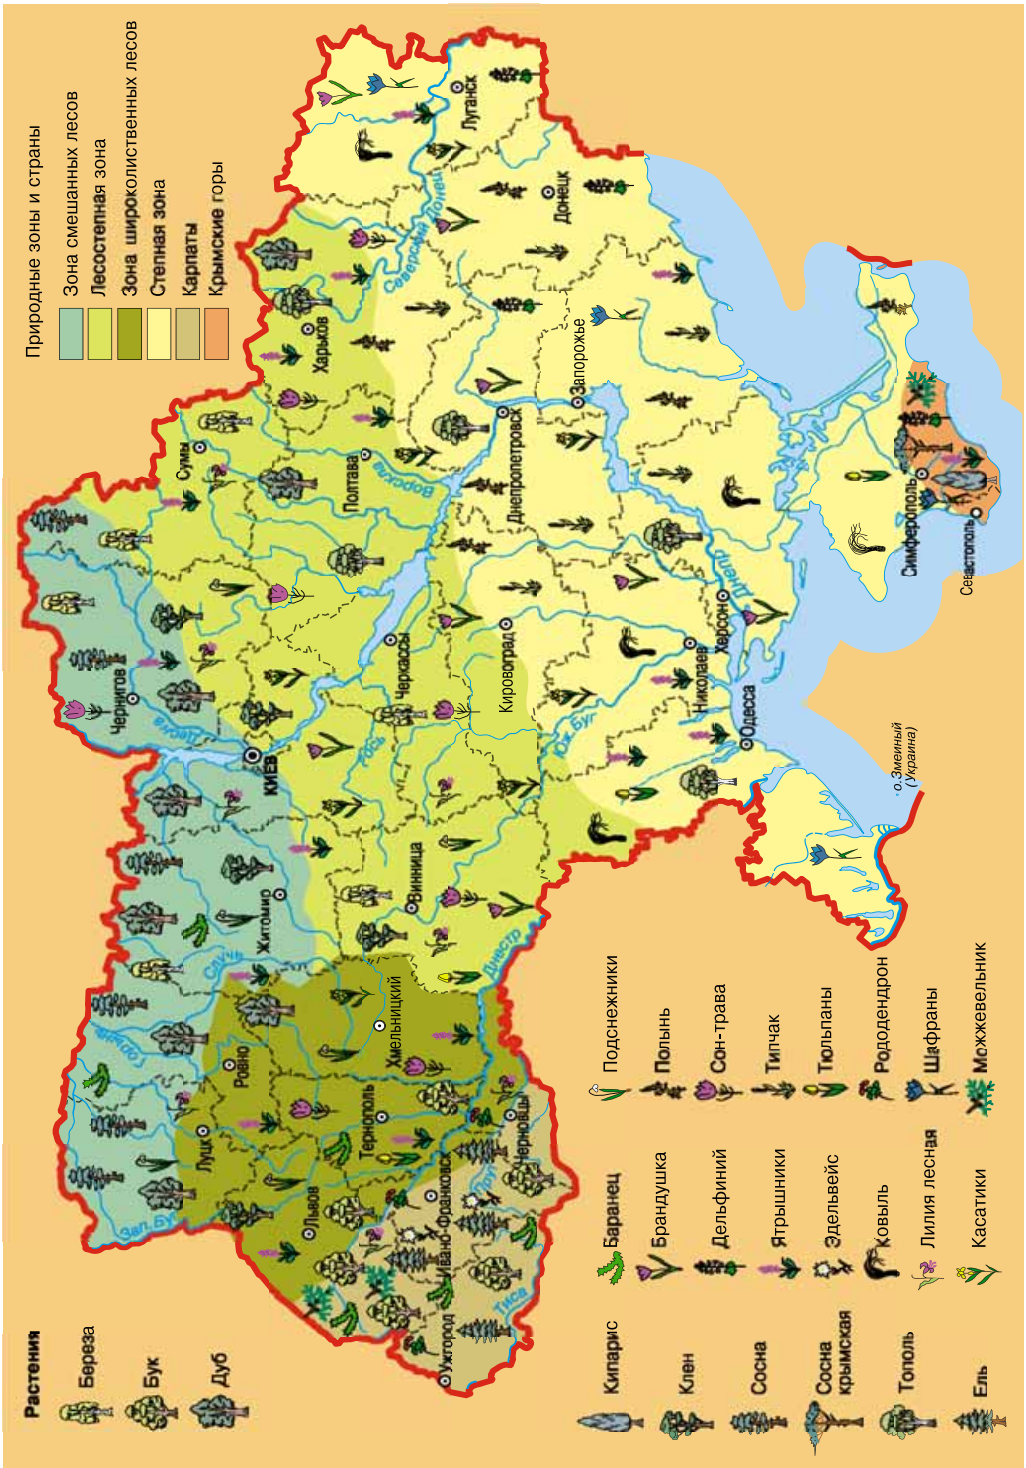 Природные зоны и страны
Зона смешанных лесов
Лесостепная зона
Зона широколиственных лесов
Степная зона
Карпаты
Крымские горы
Растения
Береза
Бук
Дуб
Кипарис
Клен
Сосна
Сосна
крымская
Тополь
Ель
Баранец
Брандушка
Дельфиний
Ятрышники
Эдельвейс
Ковыль
Лилия лесная
Касатики
Подснежники
Полынь
Сон-трава
Типчак
Тюльпаны
Рододендрон
Шафраны
Можжевельник
Чернигов
Сумы
Харьков
Луганск
Донецк
Полтава
Днепропетровск
Запорожье
КИЕВ
Черкассы
Кировоград
Николаев
Херсон
Одесса
Симферополь
Севастополь
Житомир
Винница
Ровно
Хмельницкий
Луцк
Тернополь
Львов
Ивано-Франковск
Черновцы
Ужгород
Десна
Ворскла
Северский Донец
Днепр
Рось
Юж.Буг
Днестр
Случь
Горынь
Зап.Буг
Прут
Тиса
о.Змеиный
(Украина)